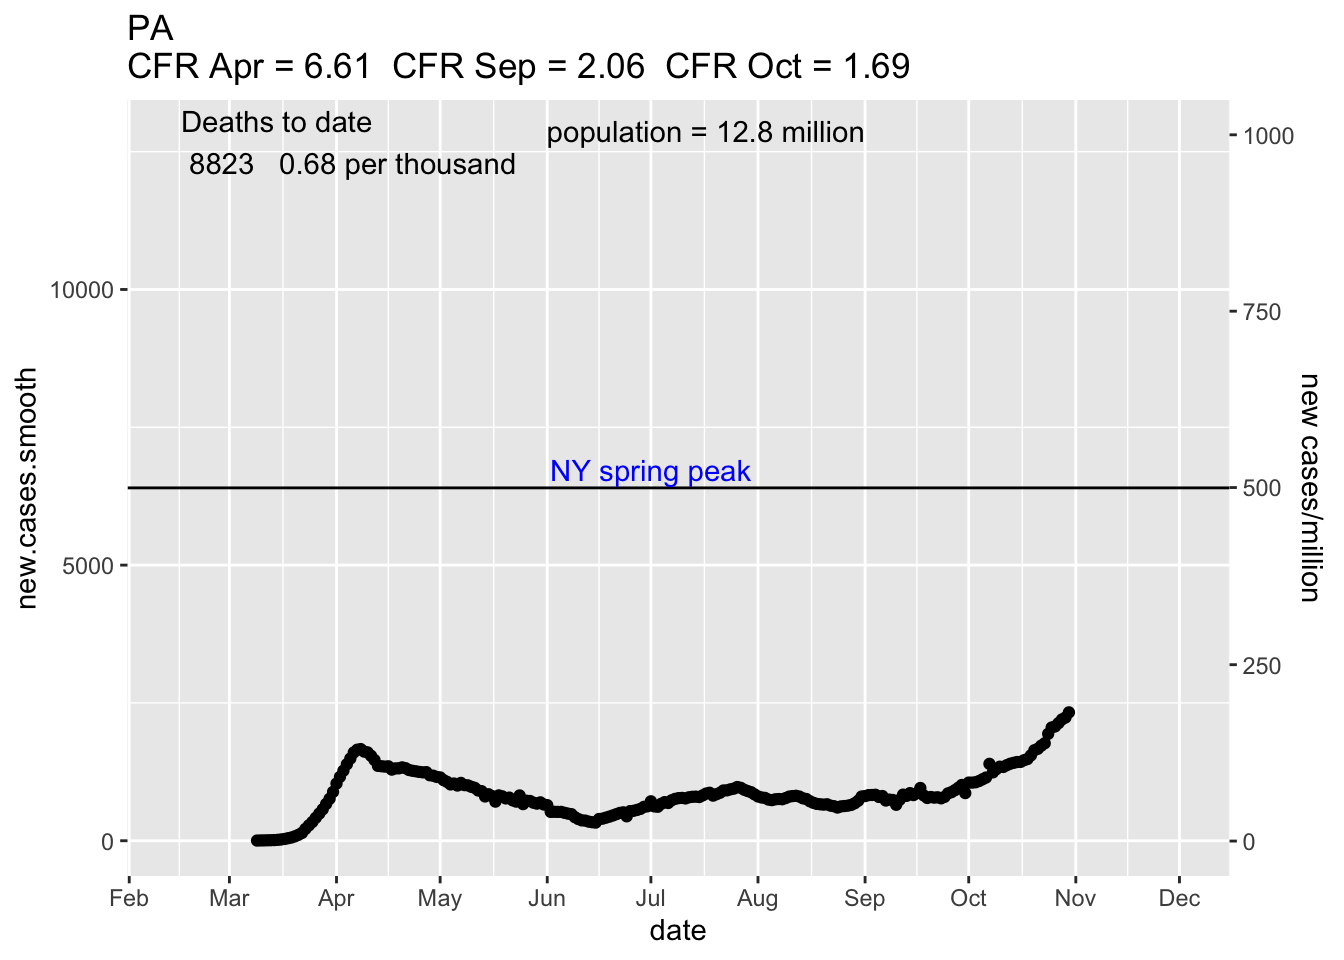 PA
CFR Apr = 6.61  CFR Sep = 2.06  CFR Oct = 1.69
Deaths to date
8823   0.68 per thousand
population = 12.8 million
NY spring peak
new.cases.smooth
10000
5000
0
1000
750
500
250
0
new cases/million
Feb Mar Apr May Jun Jul Aug Sep Oct Nov Dec
date